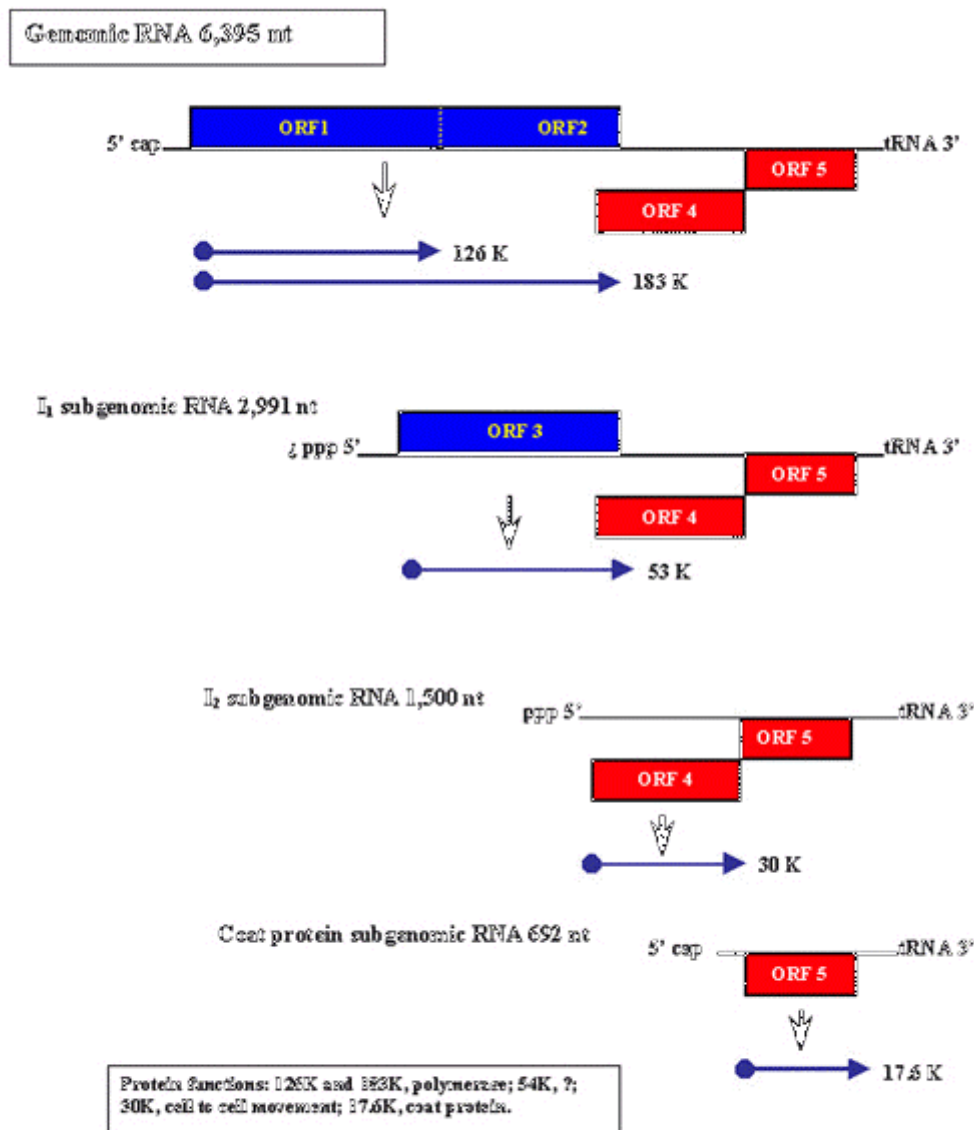 Genomic RNA 6,395 nt
ORF1
ORF2
5’ cap
tRNA 3’
ORF 5
ORF 4
126 K
183 K
I₁ subgenomic RNA 2,991 nt
ORF 3
¿ ppp 5’
tRNA 3’
ORF 5
ORF 4
53 K
I₂ subgenomic RNA 1,500 nt
ppp 5’
tRNA 3’
ORF 5
ORF 4
30 K
Coat protein subgenomic RNA 692 nt
5’ cap
tRNA 3’
ORF 5
17.6 K
Protein functions: 126K and 183K, polymerase; 54K, ?;
30K, cell to cell movement; 17.6K, coat protein.